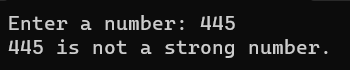 Enter a number: 445
445 is not a strong number.